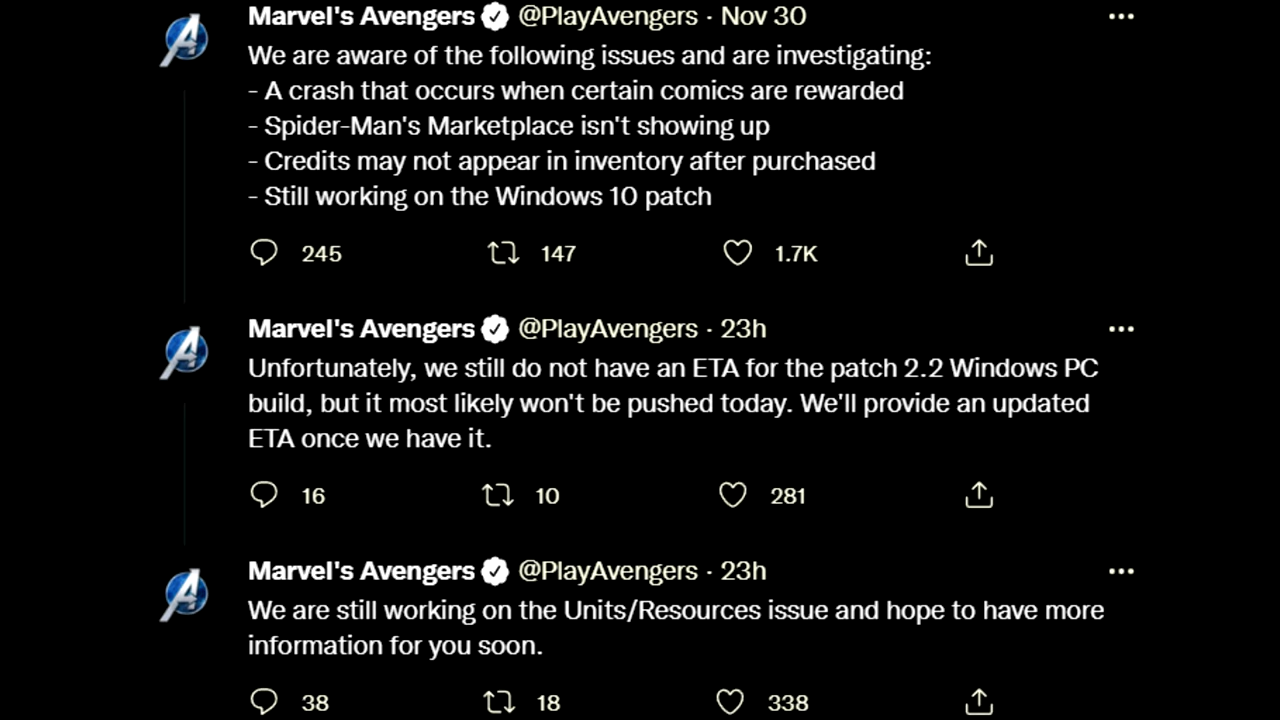 Marvel's Avengers @PlayAvengers · Nov 30
We are aware of the following issues and are investigating:
- A crash that occurs when certain comics are rewarded
- Spider-Man's Marketplace isn't showing up
- Credits may not appear in inventory after purchased
- Still working on the Windows 10 patch
245 147 1.7K
Marvel's Avengers @PlayAvengers · 23h
Unfortunately, we still do not have an ETA for the patch 2.2 Windows PC
build, but it most likely won't be pushed today. We'll provide an updated
ETA once we have it.
16 10 281
Marvel's Avengers @PlayAvengers · 23h
We are still working on the Units/Resources issue and hope to have more
information for you soon.
38 18 338